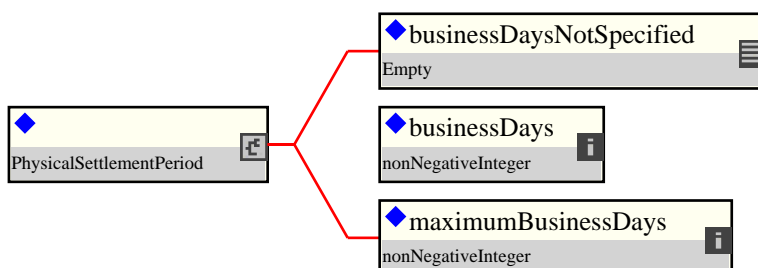 businessDaysNotSpecified
Empty
PhysicalSettlementPeriod
businessDays
nonNegativeInteger
maximumBusinessDays
nonNegativeInteger